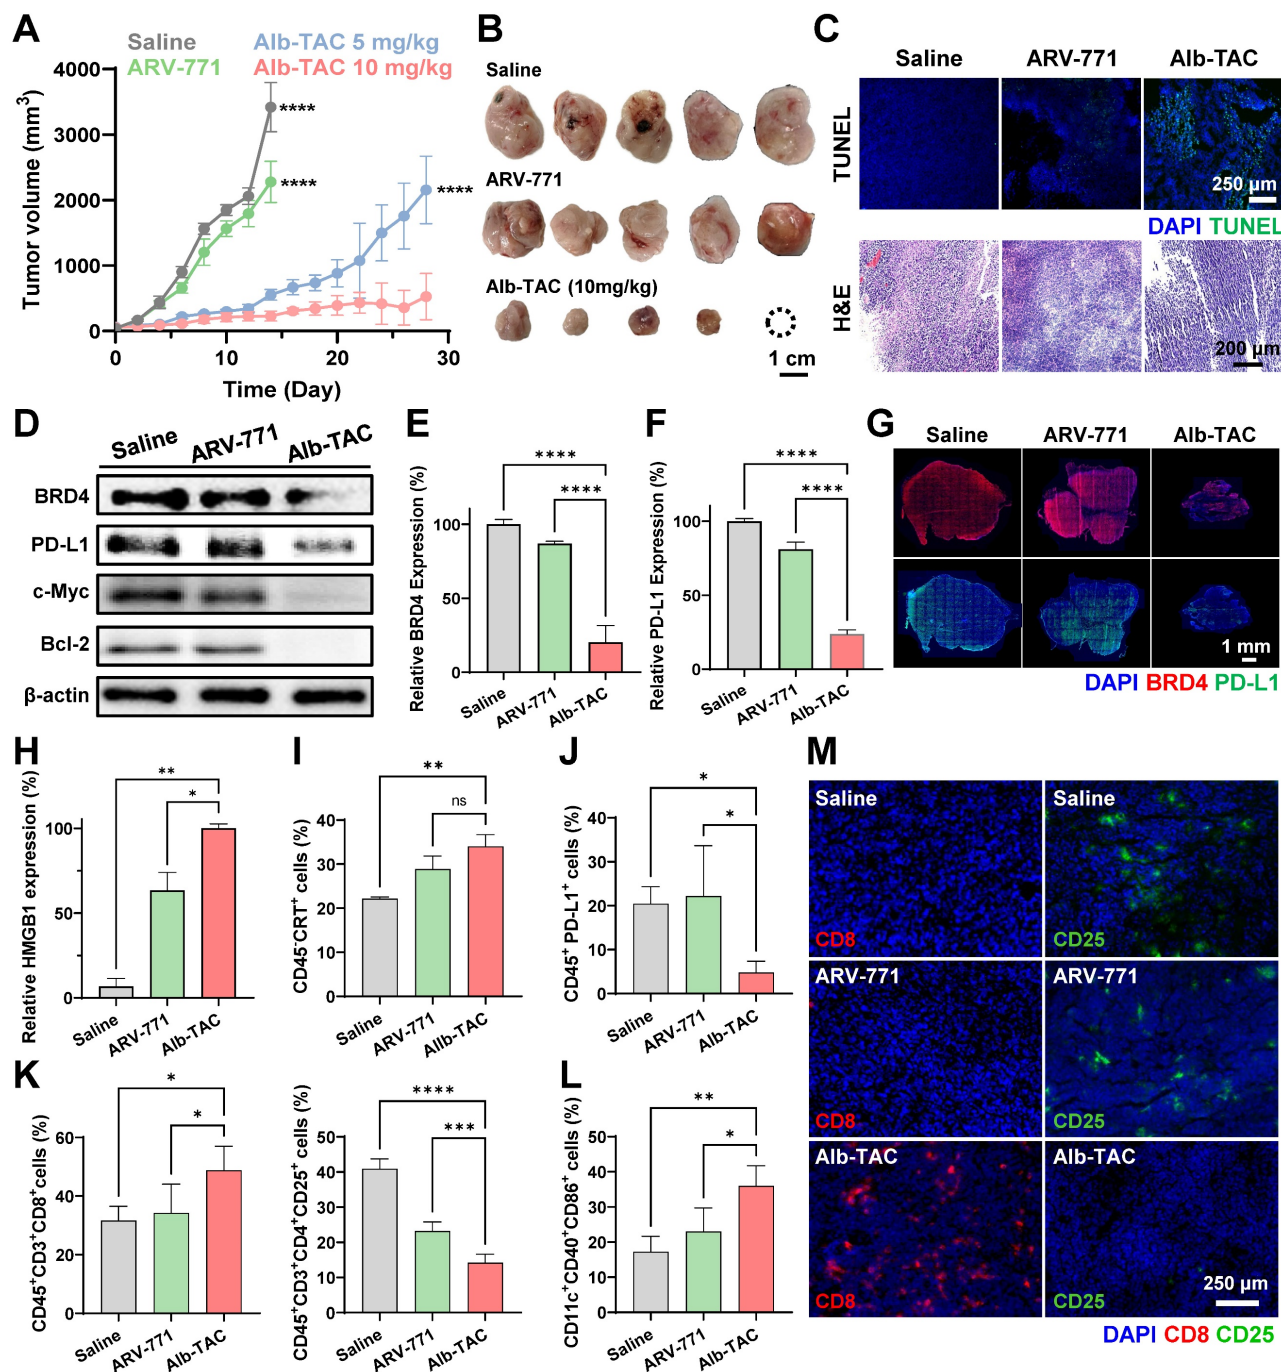 A
Saline
Alb-TAC 5 mg/kg
ARV-771
Alb-TAC 10 mg/kg
Tumor volume (mm³)
4000
3000
2000
1000
0
****
****
****
0 10 20 30
Time (Day)
B
Saline
ARV-771
Alb-TAC (10mg/kg)
1 cm
C
Saline ARV-771 Alb-TAC
TUNEL
250 µm
DAPI TUNEL
H&E
200 µm
D
Saline ARV-771 Alb-TAC
BRD4
PD-L1
c-Myc
Bcl-2
β-actin
E
Relative BRD4 Expression (%)
****
****
100
50
0
Saline ARV-771 Alb-TAC
F
Relative PD-L1 Expression (%)
****
****
100
50
0
Saline ARV-771 Alb-TAC
G
Saline ARV-771 Alb-TAC
1 mm
DAPI BRD4 PD-L1
H
Relative HMGB1 expression (%)
**
*
100
50
0
Saline ARV-771 Alb-TAC
I
CD45⁻CRT⁺ cells (%)
**
ns
40
30
20
10
0
Saline ARV-771 Allb-TAC
J
CD45⁺ PD-L1⁺ cells (%)
*
*
40
30
20
10
0
Saline ARV-771 Alb-TAC
K
CD45⁺CD3⁺CD8⁺cells (%)
*
*
60
40
20
0
Saline ARV-771 Alb-TAC
CD45⁺CD3⁺CD4⁺CD25⁺ cells (%)
****
***
50
40
30
20
10
0
Saline ARV-771 Alb-TAC
L
CD11c⁺CD40⁺CD86⁺ cells (%)
**
*
50
40
30
20
10
0
Saline ARV-771 Alb-TAC
M
Saline Saline
CD8 CD25
ARV-771 ARV-771
CD8 CD25
Alb-TAC Alb-TAC
CD8 CD25
250 µm
DAPI CD8 CD25